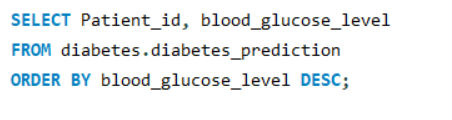 SELECT Patient_id, blood_glucose_level
FROM diabetes.diabetes_prediction
ORDER BY blood_glucose_level DESC;